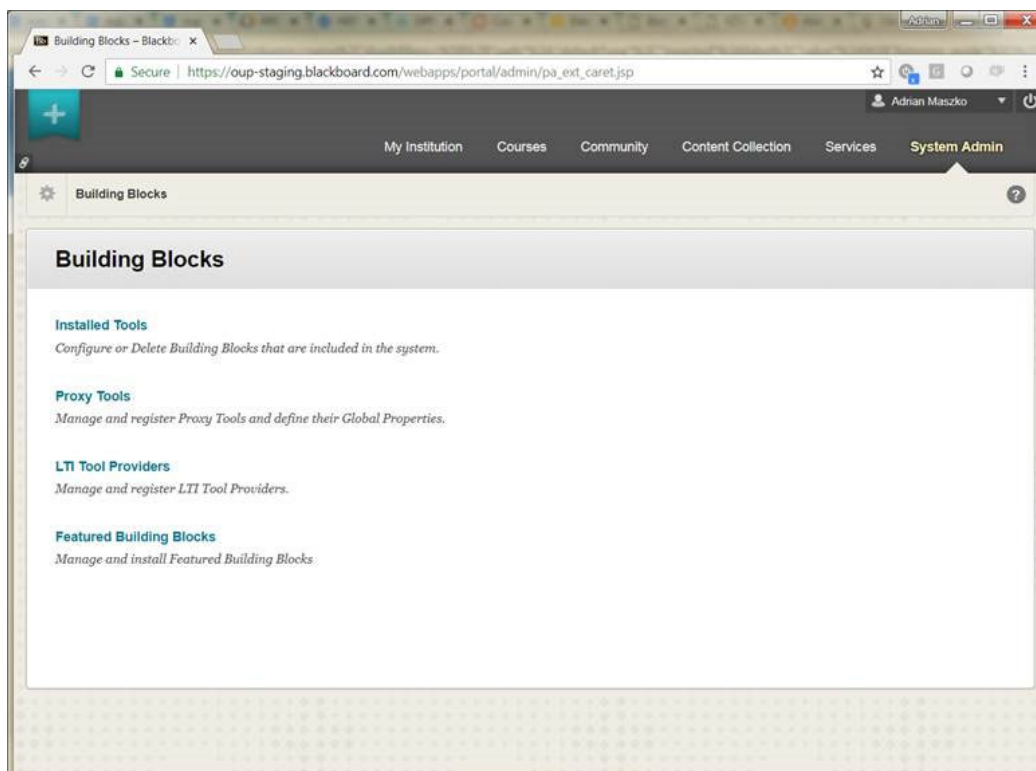 Adrian
Building Blocks – Blackbo
Secure | https://oup-staging.blackboard.com/webapps/portal/admin/pa_ext_caret.jsp
Adrian Maszko
My Institution Courses Community Content Collection Services System Admin
Building Blocks
Building Blocks
Installed Tools
Configure or Delete Building Blocks that are included in the system.
Proxy Tools
Manage and register Proxy Tools and define their Global Properties.
LTI Tool Providers
Manage and register LTI Tool Providers.
Featured Building Blocks
Manage and install Featured Building Blocks